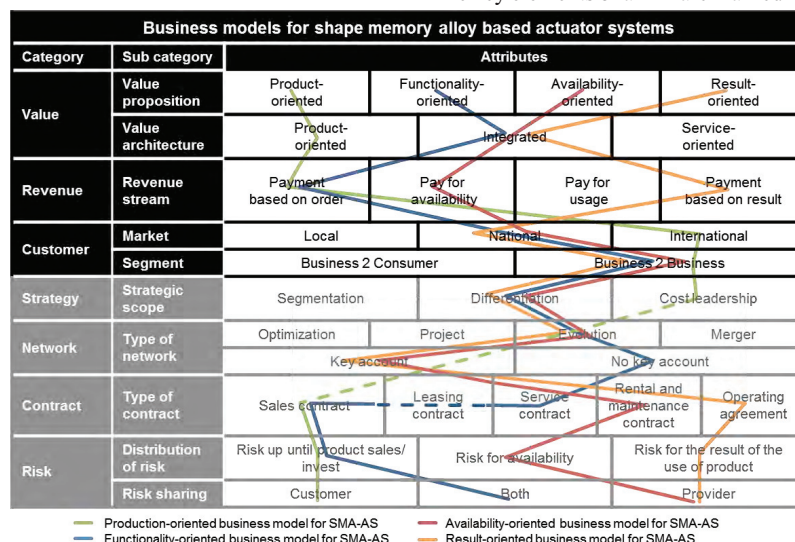 Business models for shape memory alloy based actuator systems
Category Sub category Attributes
Value
Value proposition
Product-oriented
Functionality-oriented
Availability-oriented
Result-oriented
Value architecture
Product-oriented
Integrated
Service-oriented
Revenue
Revenue stream
Payment based on order
Pay for availability
Pay for usage
Payment based on result
Customer
Market
Local
National
International
Segment
Business 2 Consumer
Business 2 Business
Strategy
Strategic scope
Segmentation
Differentiation
Cost leadership
Network
Type of network
Optimization
Project
Evolution
Merger
Key account
No key account
Contract
Type of contract
Sales contract
Leasing contract
Service contract
Rental and maintenance contract
Operating agreement
Risk
Distribution of risk
Risk up until product sales/ invest
Risk for availability
Risk for the result of the use of product
Risk sharing
Customer
Both
Provider
Production-oriented business model for SMA-AS
Availability-oriented business model for SMA-AS
Functionality-oriented business model for SMA-AS
Result-oriented business model for SMA-AS